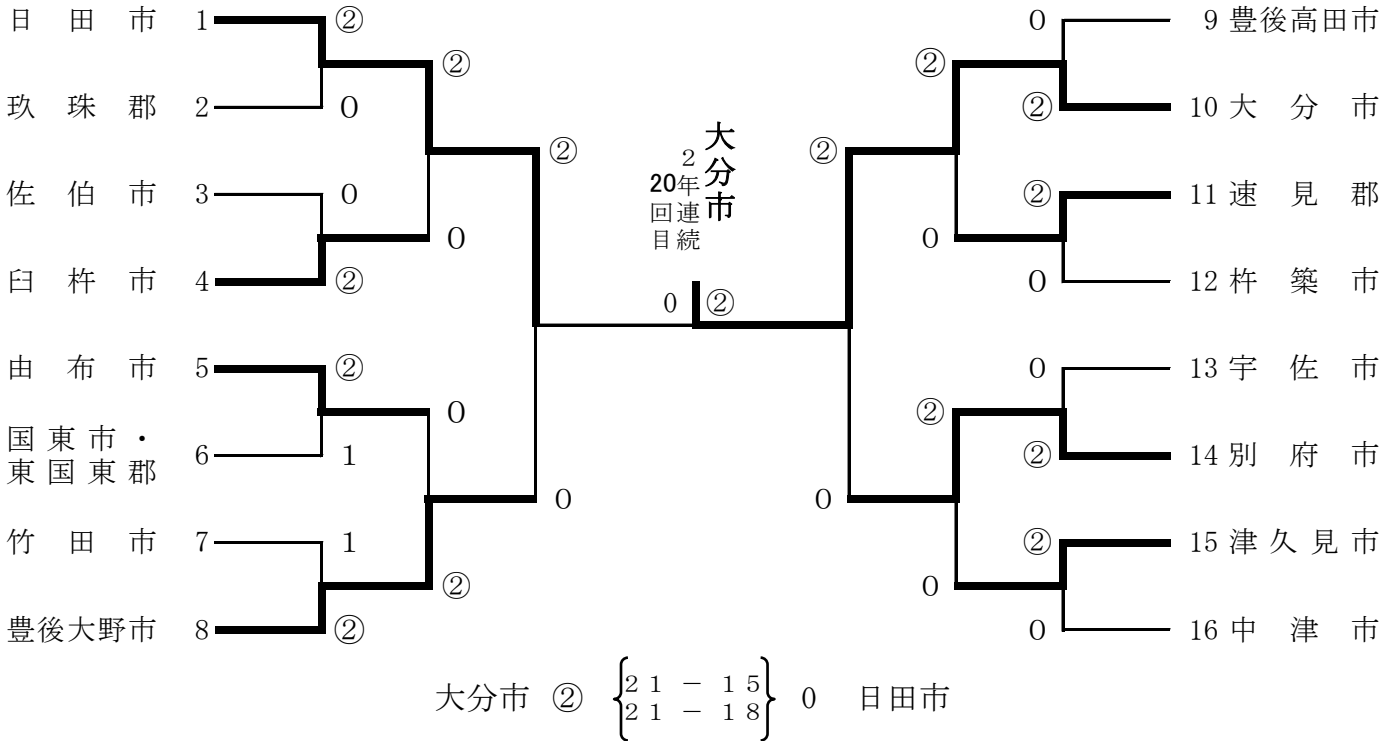 日田市 1 ②
② 
玖珠郡 2 0
②
佐伯市 3 0
0
臼杵市 4 ②
由布市 5 ②
0
国東市・
東国東郡 6 1
0
竹田市 7 1
②
豊後大野市 8 ②
大分市
2年連続
20回目
0 ②
0 9 豊後高田市
②
② 10 大分市
②
② 11 速見郡
0
0 12 杵築市
0 13 宇佐市
②
② 14 別府市
0
② 15 津久見市
0
0 16 中津市
大分市 ② { 21 － 15 } 0 日田市
21 － 18